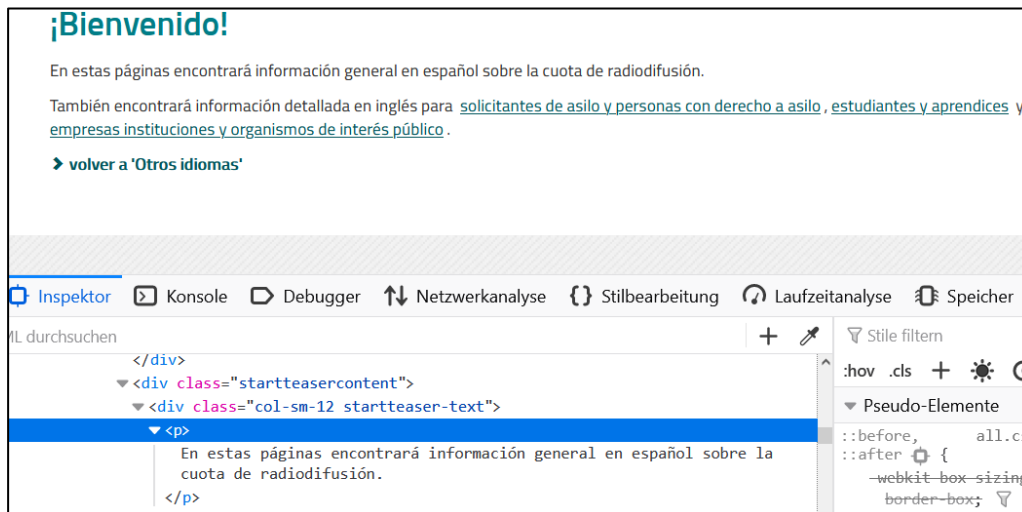 ¡Bienvenido!
En estas páginas encontrará información general en español sobre la cuota de radiodifusión.
También encontrará información detallada en inglés para solicitantes de asilo y personas con derecho a asilo , estudiantes y aprendices y
empresas instituciones y organismos de interés público .
volver a 'Otros idiomas'
Inspektor Konsole Debugger Netzwerkanalyse {} Stilbearbeitung Laufzeitanalyse Speicher
durchsuchen + Stile filtern
</div>
:hov .cls +
<div class="startteasercontent">
<div class="col-sm-12 startteaser-text">
Pseudo-Elemente
<p>
::before, all.c
En estas páginas encontrará información general en español sobre la
::after {
cuota de radiodifusión.
-webkit box sizing
</p>
border-box;